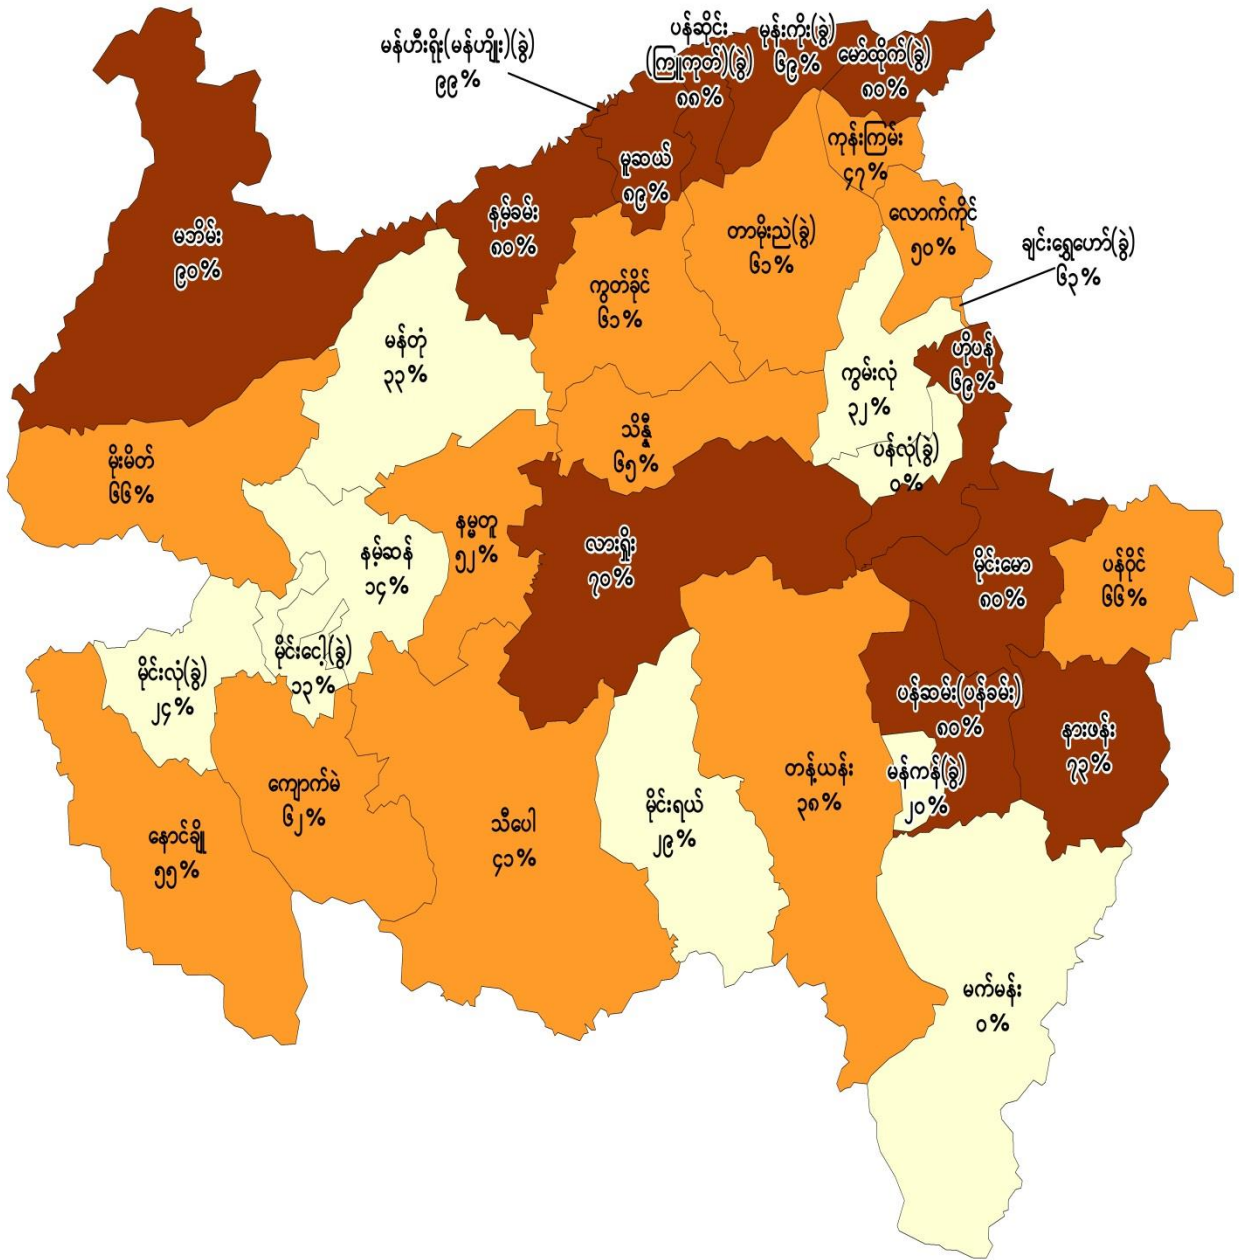 မန်ဟီးရိုး(မန်ဟျိုး)(ခွဲ)
၉၉%
ပန်ဆိုင်း
(ကြူကုတ်)(ခွဲ)
၈၈%
မုန်းကိုး(ခွဲ)
၆၉%
မော်ထိုက်(ခွဲ)
၈၀%
ကုန်းကြမ်း
၄၇%
မူဆယ်
၈၉%
နမ့်ခမ်း
၈၀%
မဘိမ်း
၉၀%
တာမိုးညဲ(ခွဲ)
၆၁%
လောက်ကိုင်
၅၀%
ချင်းရွှေဟော်(ခွဲ)
၆၃%
ကွတ်ခိုင်
၆၁%
မန်တုံ
၃၃%
ဟိုပန်
၆၉%
ကွမ်းလုံ
၃၂%
ပန်လုံ(ခွဲ)
၀%
သိန္နီ
၆၅%
မိုးမိတ်
၆၆%
နမ္မတူ
၅၂%
နမ့်ဆန်
၁၄%
လားရှိုး
၇၀%
မိုင်းမော
၈၀%
ပန်ဝိုင်
၆၆%
မိုင်းငေါ့(ခွဲ)
၁၃%
မိုင်းလုံ(ခွဲ)
၂၄%
ပန်ဆမ်း(ပန်ခမ်း)
၈၀%
နားဖန်း
၇၃%
မန်ကန်(ခွဲ)
၂၀%
ကျောက်မဲ
၆၂%
တန့်ယန်း
၃၈%
မိုင်းရယ်
၂၉%
သီပေါ
၄၁%
နောင်ချို
၅၅%
မက်မန်း
၀%